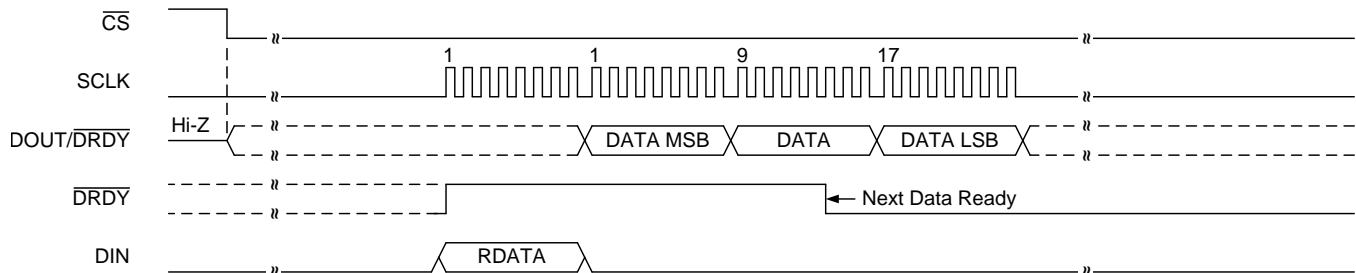 CS
SCLK
1 1 9 17
DOUT/DRDY
Hi-Z
DATA MSB DATA DATA LSB
DRDY
Next Data Ready
DIN
RDATA